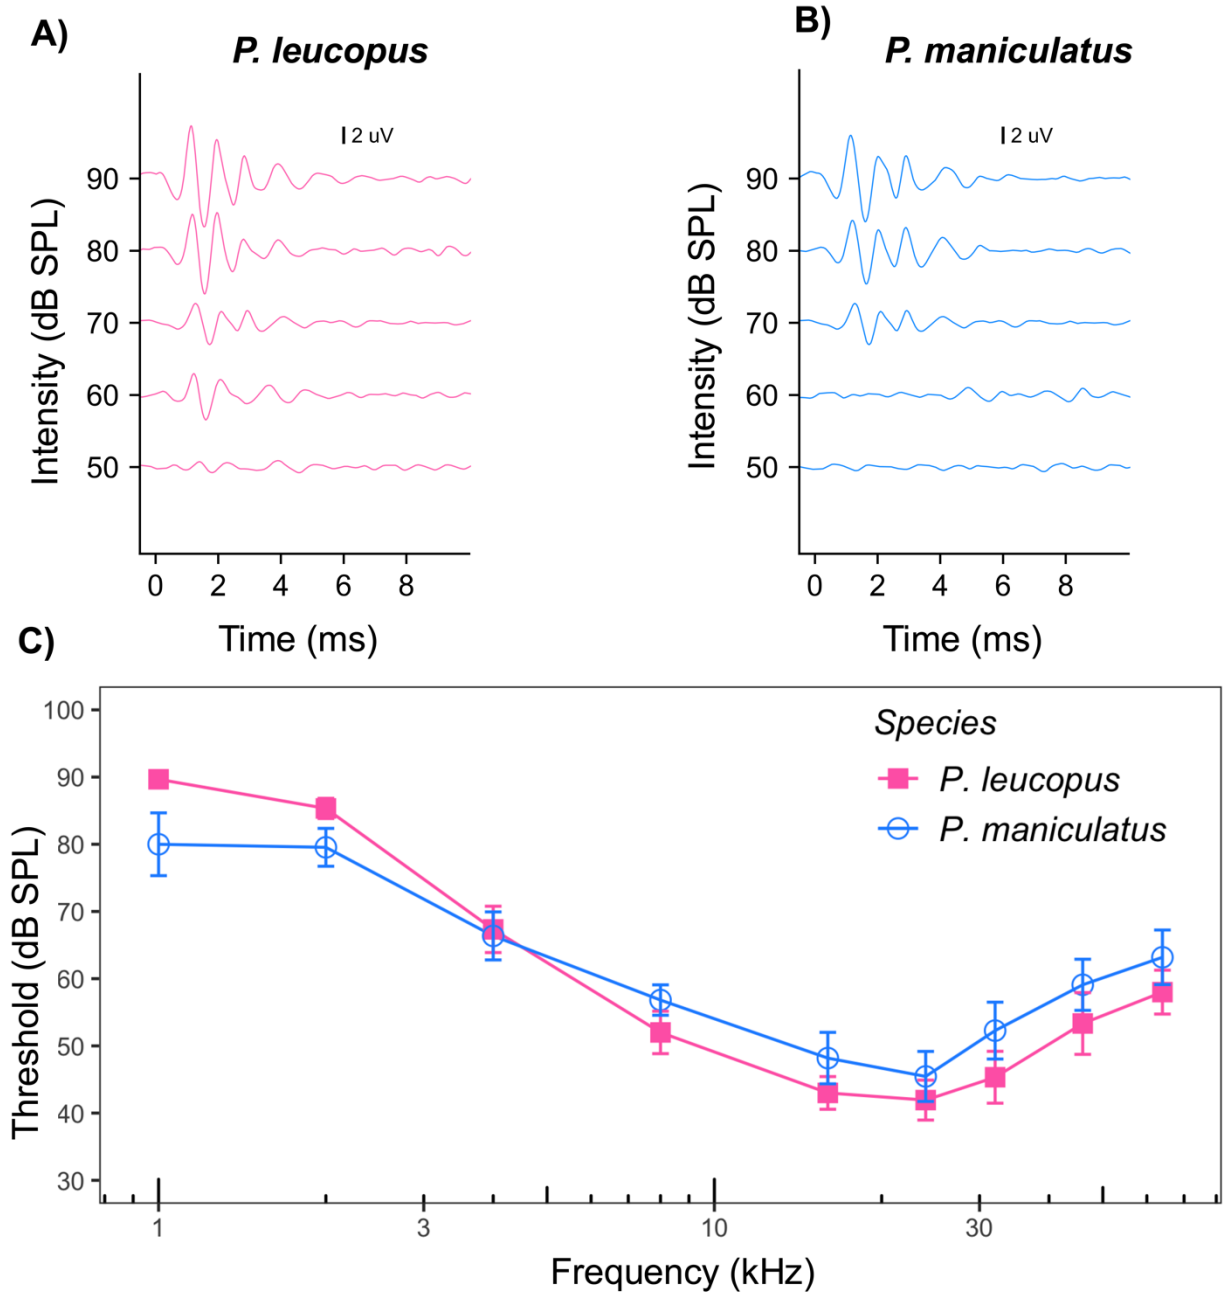 A)
P. leucopus
2 uV
90
80
70
60
50
Intensity (dB SPL)
0 2 4 6 8
Time (ms)
B)
P. maniculatus
2 uV
90
80
70
60
50
Intensity (dB SPL)
0 2 4 6 8
Time (ms)
C)
100
90
80
70
60
50
40
30
Threshold (dB SPL)
Species
P. leucopus
P. maniculatus
1 3 10 30
Frequency (kHz)